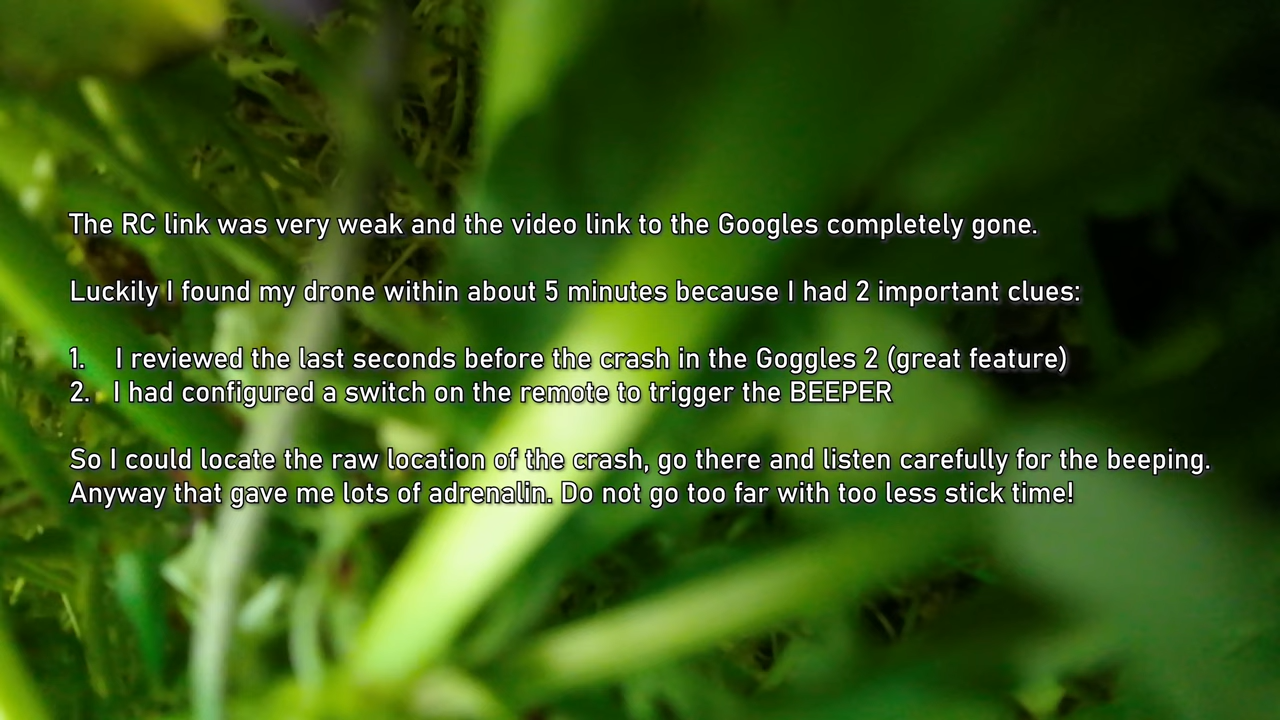 The RC link was very weak and the video link to the Googles completely gone.
Luckily I found my drone within about 5 minutes because I had 2 important clues:
1. I reviewed the last seconds before the crash in the Goggles 2 (great feature)
2. I had configured a switch on the remote to trigger the BEEPER
So I could locate the raw location of the crash, go there and listen carefully for the beeping.
Anyway that gave me lots of adrenalin. Do not go too far with too less stick time!